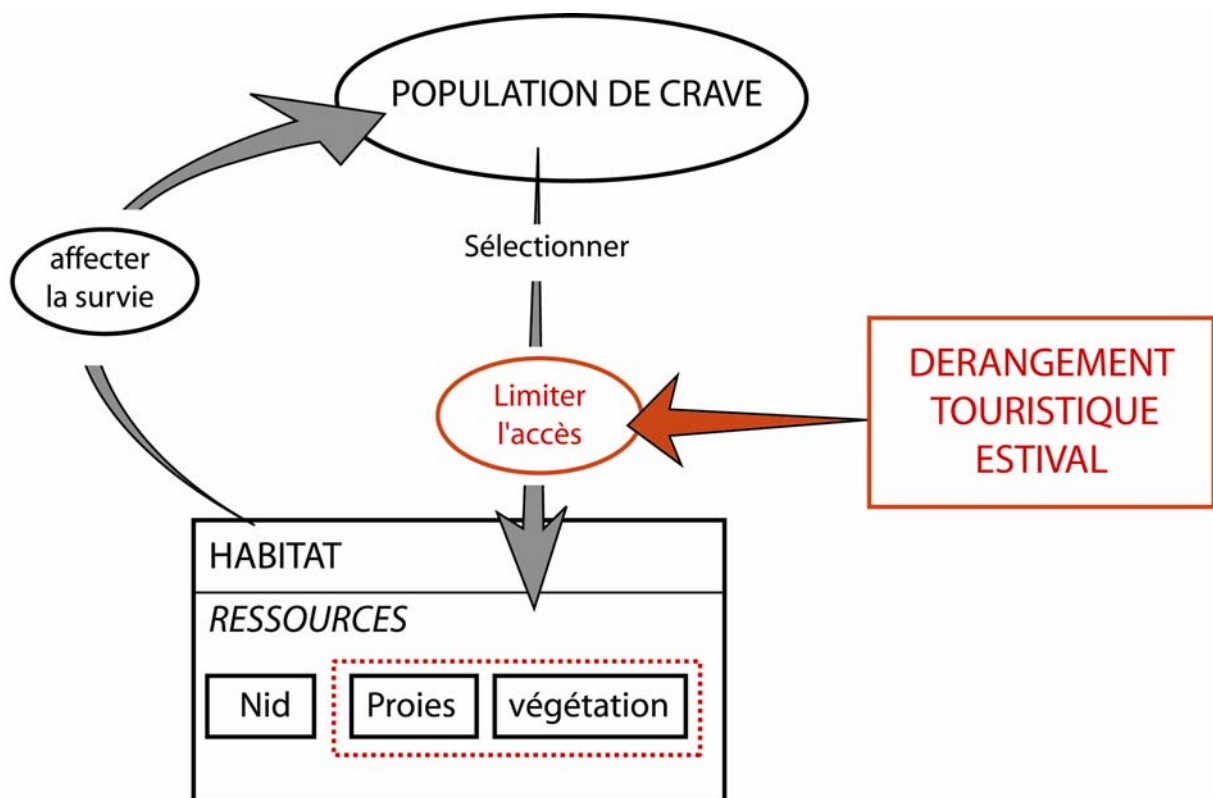 POPULATION DE CRAVE
affecter
la survie
Sélectionner
Limiter
l'accès
DERANGEMENT
TOURISTIQUE
ESTIVAL
HABITAT
RESSOURCES
Nid
Proies
végétation